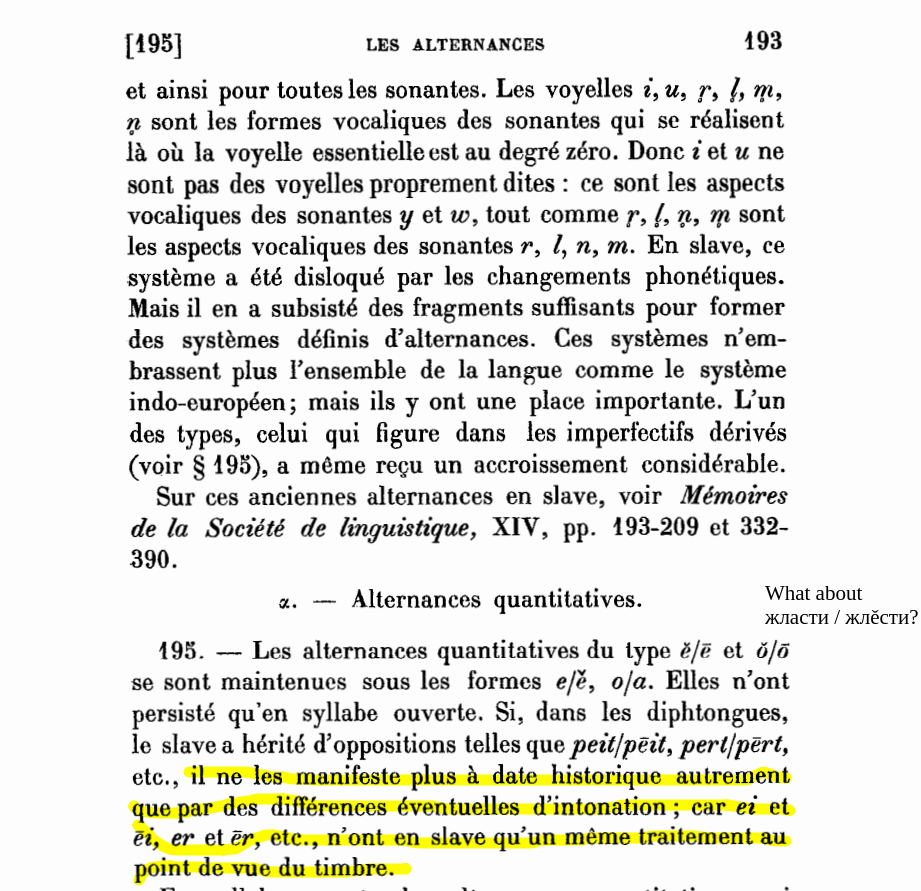 [195] LES ALTERNANCES 193
et ainsi pour toutes les sonantes. Les voyelles i, u, r̥, l̥, m̥,
n̥ sont les formes vocaliques des sonantes qui se réalisent
là où la voyelle essentielle est au degré zéro. Donc i et u ne
sont pas des voyelles proprement dites : ce sont les aspects
vocaliques des sonantes y et w, tout comme r̥, l̥, n̥, m̥ sont
les aspects vocaliques des sonantes r, l, n, m. En slave, ce
système a été disloqué par les changements phonétiques.
Mais il en a subsisté des fragments suffisants pour former
des systèmes définis d'alternances. Ces systèmes n'em-
brassent plus l'ensemble de la langue comme le système
indo-européen; mais ils y ont une place importante. L'un
des types, celui qui figure dans les imperfectifs dérivés
(voir § 195), a même reçu un accroissement considérable.
Sur ces anciennes alternances en slave, voir Mémoires
de la Société de linguistique, XIV, pp. 193-209 et 332-
390.
α. — Alternances quantitatives.
What about
жласти / жлěсти?
195. — Les alternances quantitatives du type ĕ/ē et ŏ/ō
se sont maintenues sous les formes e/ě, o/a. Elles n'ont
persisté qu'en syllabe ouverte. Si, dans les diphtongues,
le slave a hérité d'oppositions telles que peit/pēit, pert/pērt,
etc., il ne les manifeste plus à date historique autrement
que par des différences éventuelles d'intonation ; car ei et
ēi, er et ēr, etc., n'ont en slave qu'un même traitement au
point de vue du timbre.